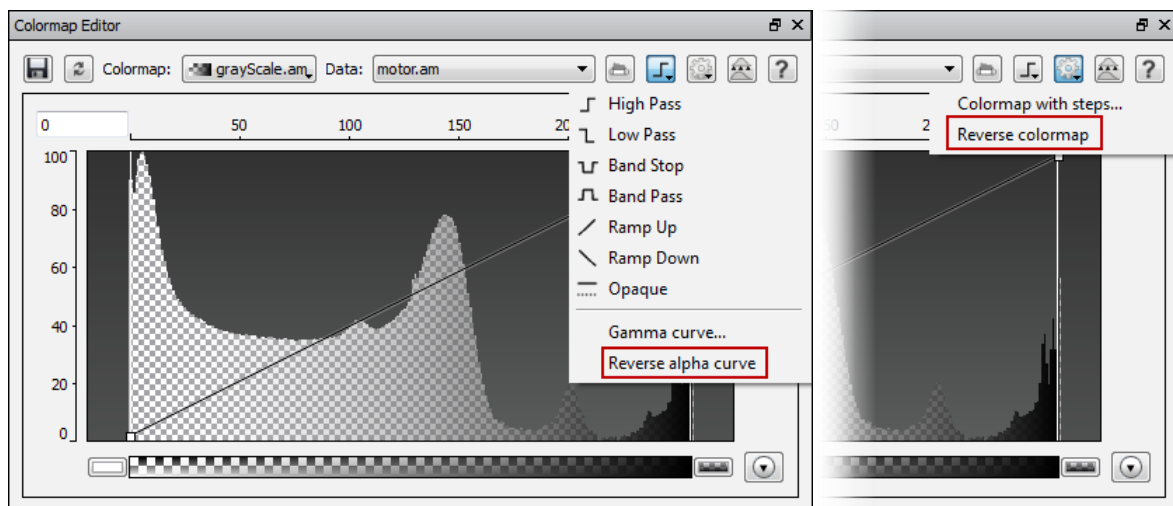 Colormap Editor
Colormap: grayScale.am Data: motor.am
High Pass
Low Pass
Band Stop
Band Pass
Ramp Up
Ramp Down
Opaque
Gamma curve...
Reverse alpha curve
0 50 100 150 20
100
80
60
40
20
0
?
?
Colormap with steps...
Reverse colormap
50 2